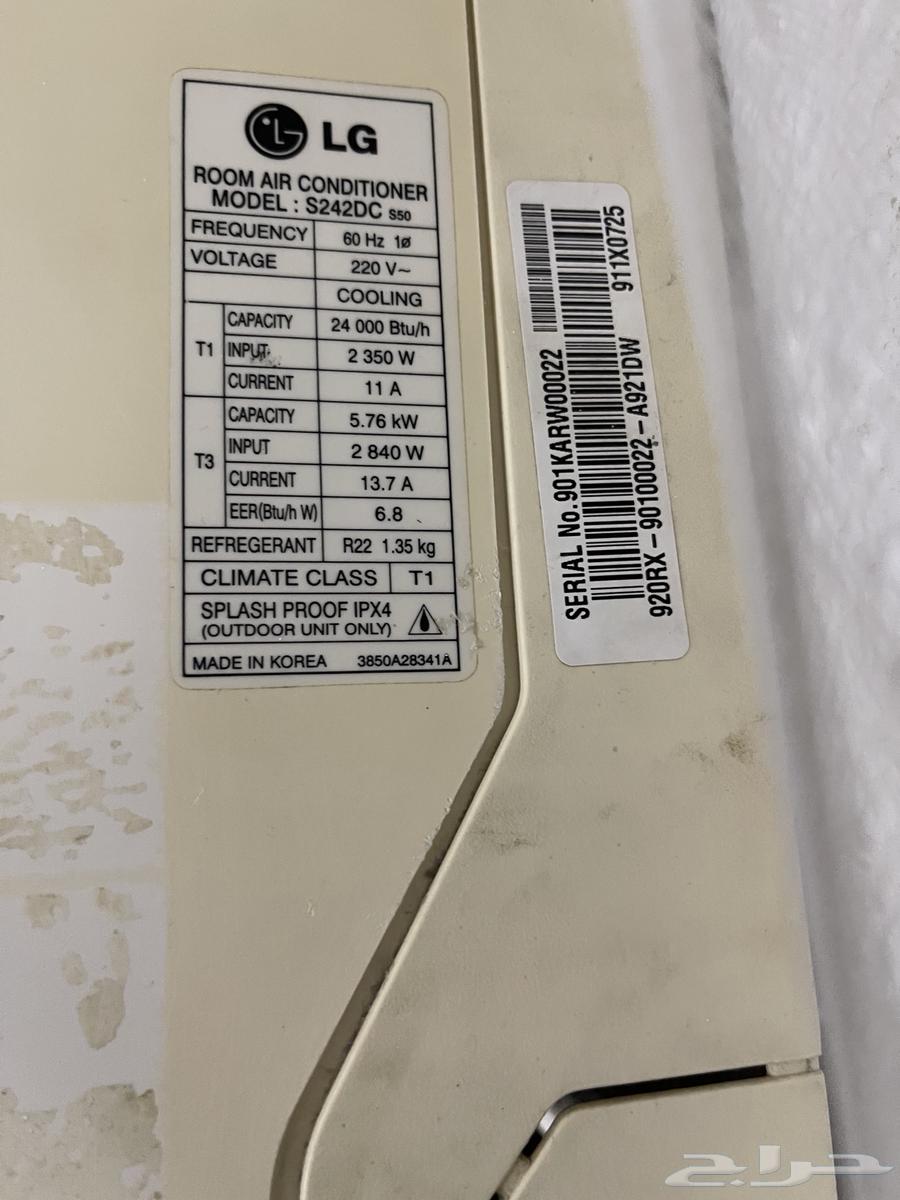 LG
ROOM AIR CONDITIONER
MODEL : S242DC S50
FREQUENCY 60 Hz 1ø
VOLTAGE 220 V~
COOLING
T1
CAPACITY 24 000 Btu/h
INPUT 2 350 W
CURRENT 11 A
T3
CAPACITY 5.76 kW
INPUT 2 840 W
CURRENT 13.7 A
EER(Btu/h W) 6.8
REFREGERANT R22 1.35 kg
CLIMATE CLASS T1
SPLASH PROOF IPX4
(OUTDOOR UNIT ONLY)
MADE IN KOREA 3850A28341A
SERIAL No.901KARW00022
920RX-90100022-A921DW 911X0725
حراج